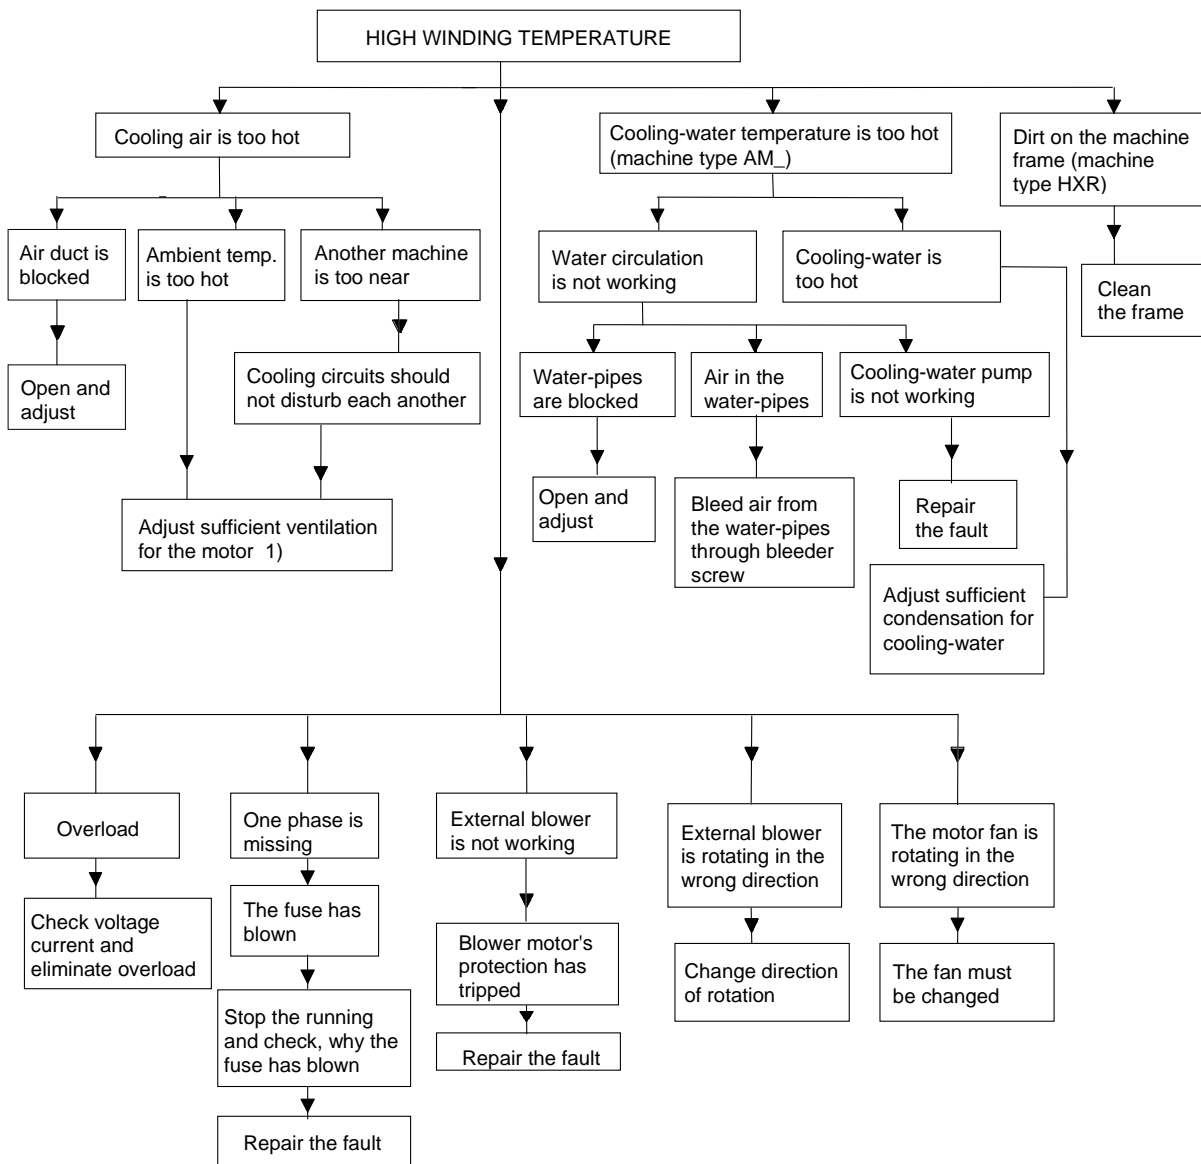 HIGH WINDING TEMPERATURE
Cooling air is too hot
Cooling-water temperature is too hot
(machine type AM_)
Dirt on the machine
frame (machine
type HXR)
Air duct is
blocked
Ambient temp.
is too hot
Another machine
is too near
Water circulation
is not working
Cooling-water is
too hot
Clean
the frame
Open and
adjust
Cooling circuits should
not disturb each another
Water-pipes
are blocked
Air in the
water-pipes
Cooling-water pump
is not working
Adjust sufficient ventilation
for the motor  1)
Open and
adjust
Bleed air from
the water-pipes
through bleeder
screw
Repair
the fault
Adjust sufficient
condensation for
cooling-water
Overload
One phase is
missing
External blower
is not working
External blower
is rotating in the
wrong direction
The motor fan is
rotating in the
wrong direction
Check voltage
current and
eliminate overload
The fuse has
blown
Blower motor's
protection has
tripped
Change direction
of rotation
The fan must
be changed
Stop the running
and check, why the
fuse has blown
Repair the fault
Repair the fault